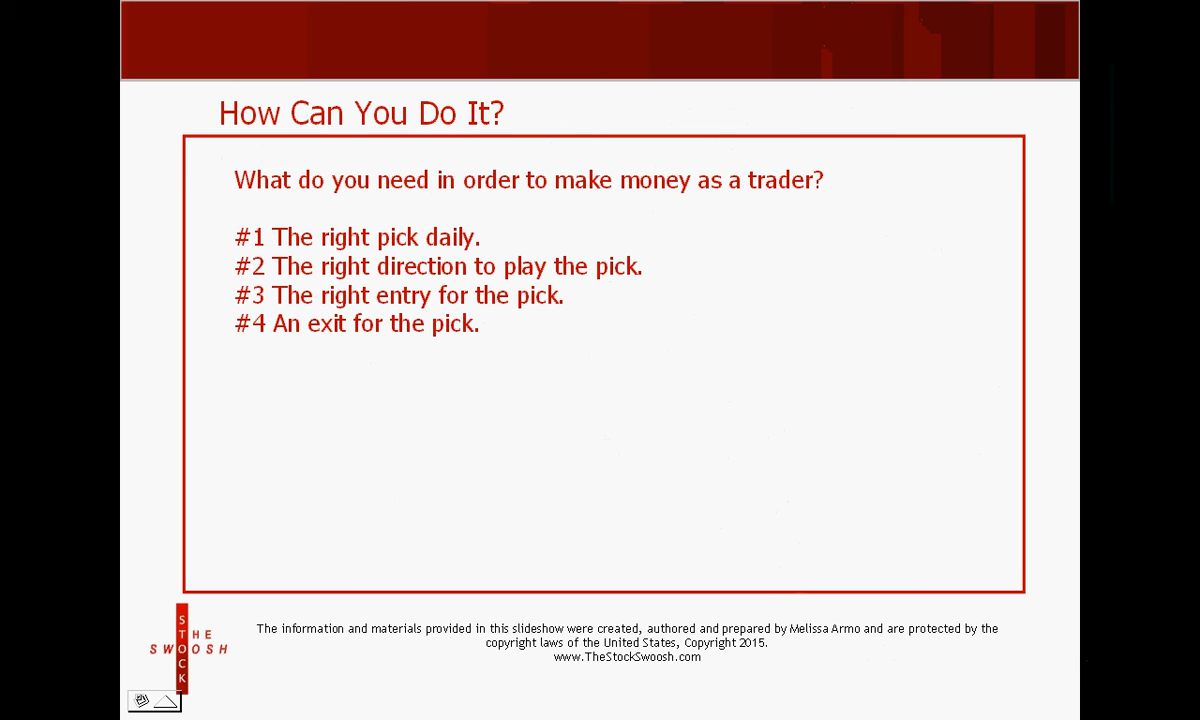 How Can You Do It?
What do you need in order to make money as a trader?
#1 The right pick daily.
#2 The right direction to play the pick.
#3 The right entry for the pick.
#4 An exit for the pick.
THE
STOCK
SWOOSH
The information and materials provided in this slideshow were created, authored and prepared by Melissa Armo and are protected by the
copyright laws of the United States, Copyright 2015.
www.TheStockSwoosh.com